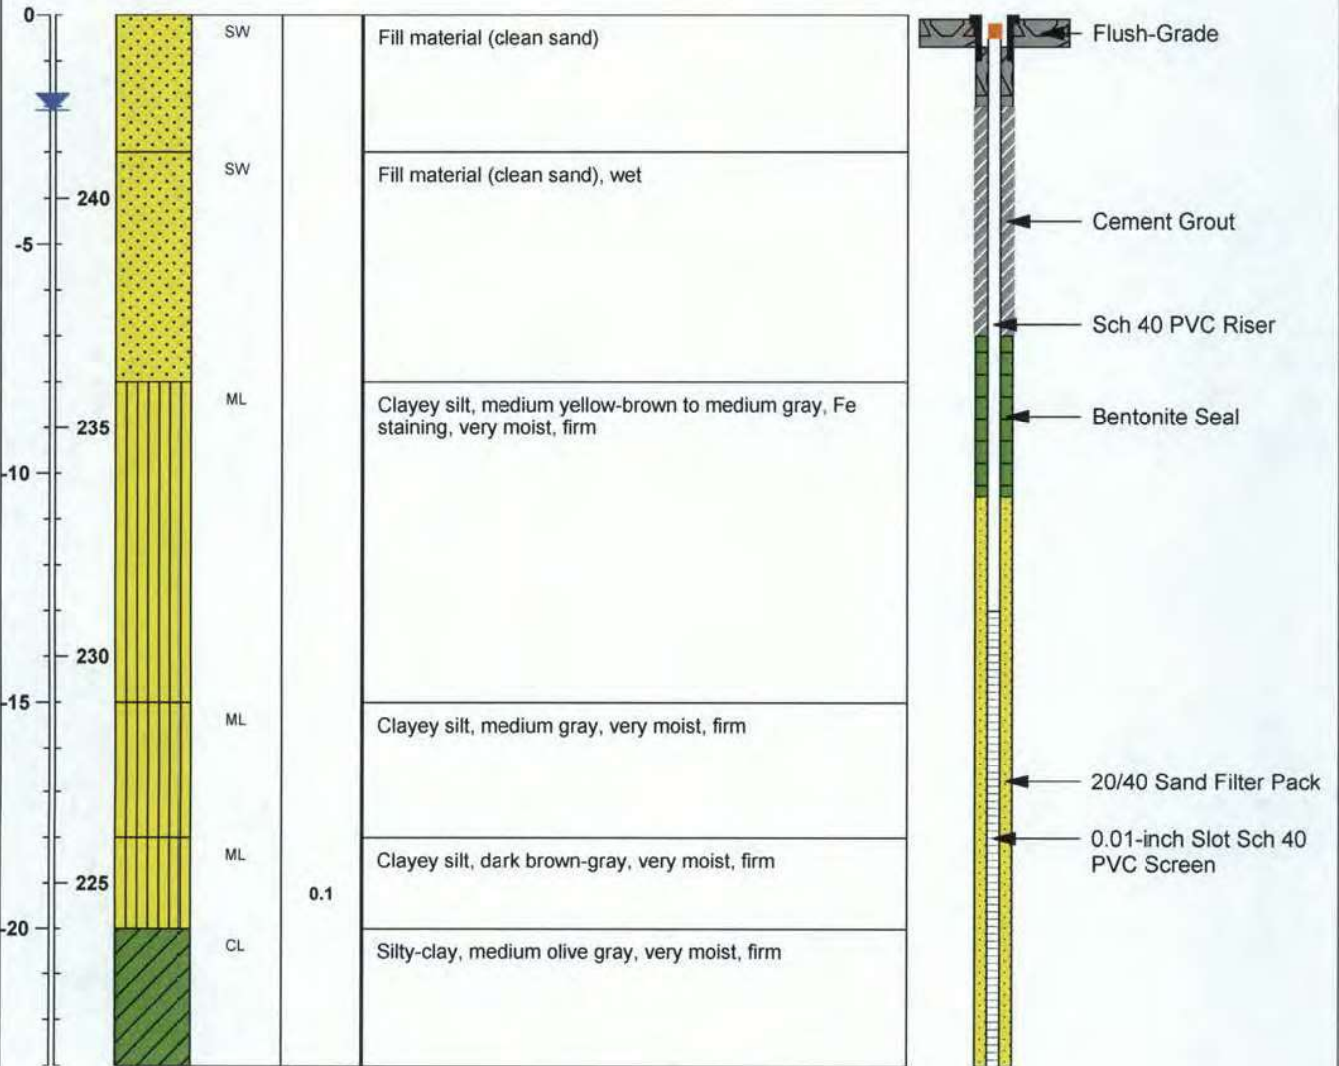 0
SW
Fill material (clean sand)
Flush-Grade
SW
Fill material (clean sand), wet
240
Cement Grout
-5
Sch 40 PVC Riser
ML
Clayey silt, medium yellow-brown to medium gray, Fe
staining, very moist, firm
Bentonite Seal
235
-10
230
-15
ML
Clayey silt, medium gray, very moist, firm
20/40 Sand Filter Pack
0.01-inch Slot Sch 40
PVC Screen
ML
Clayey silt, dark brown-gray, very moist, firm
225
0.1
-20
CL
Silty-clay, medium olive gray, very moist, firm